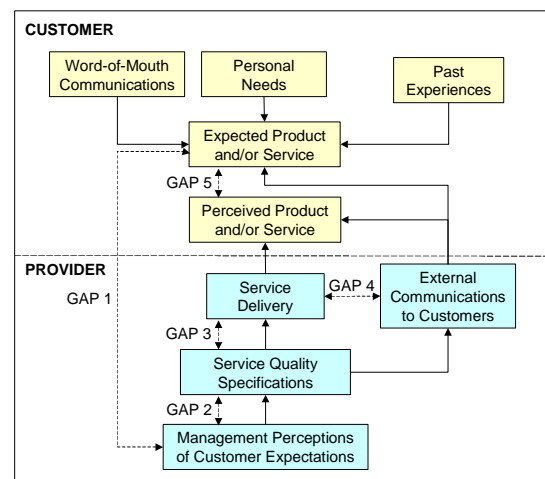 CUSTOMER
Word-of-Mouth
Communications
Personal
Needs
Past
Experiences
Expected Product
and/or Service
GAP 5
Perceived Product
and/or Service
PROVIDER
GAP 1
Service
Delivery
GAP 4
External
Communications
to Customers
GAP 3
Service Quality
Specifications
GAP 2
Management Perceptions
of Customer Expectations